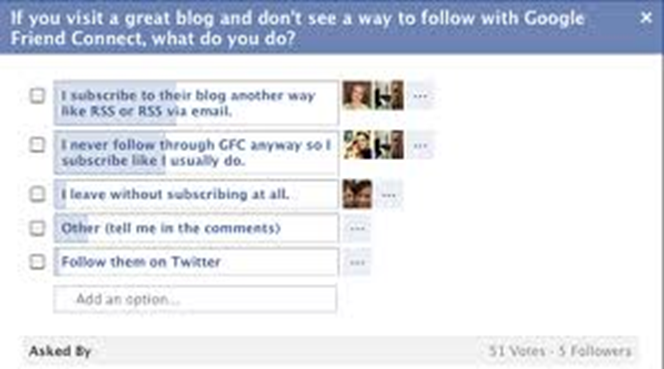 If you visit a great blog and don't see a way to follow with Google
Friend Connect, what do you do?
×
I subscribe to their blog another way
like RSS or RSS via email.
...
I never follow through GFC anyway so I
subscribe like I usually do.
...
I leave without subscribing at all.
...
Other (tell me in the comments)
...
Follow them on Twitter
...
Add an option...
Asked By
51 Votes · 5 Followers